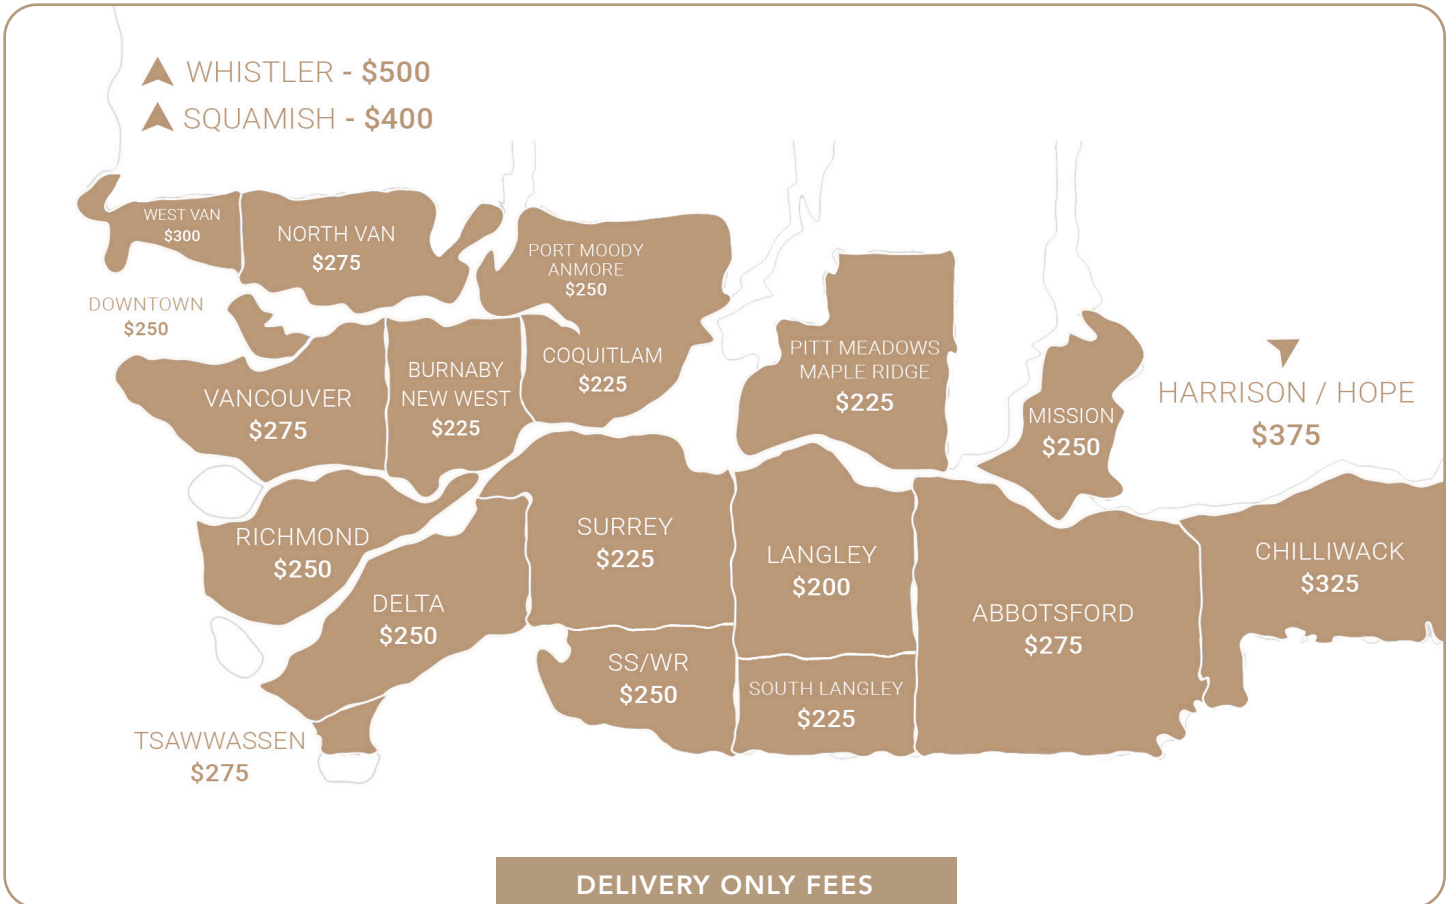 WHISTLER - $500
SQUAMISH - $400
WEST VAN
$300
NORTH VAN
$275
PORT MOODY
ANMORE
$250
DOWNTOWN
$250
VANCOUVER
$275
BURNABY
NEW WEST
$225
COQUITLAM
$225
PITT MEADOWS
MAPLE RIDGE
$225
MISSION
$250
HARRISON / HOPE
$375
RICHMOND
$250
DELTA
$250
SURREY
$225
LANGLEY
$200
ABBOTSFORD
$275
CHILLIWACK
$325
SS/WR
$250
SOUTH LANGLEY
$225
TSAWWASSEN
$275
DELIVERY ONLY FEES